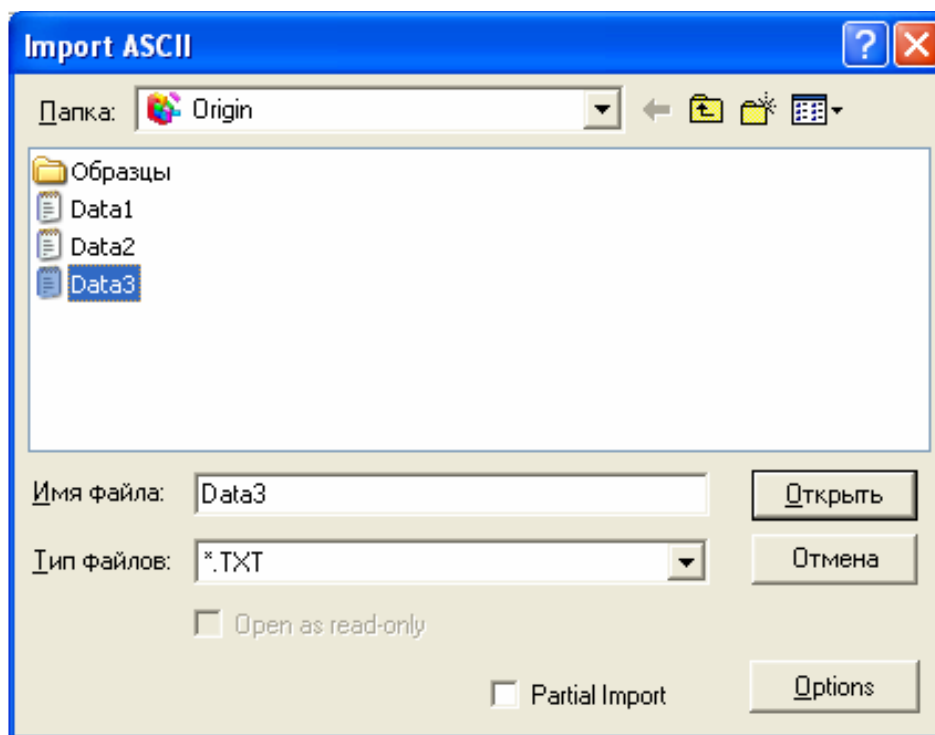 Import ASCII
Папка: Origin
Образцы
Data1
Data2
Data3
Имя файла: Data3 Открыть
Тип файлов: *.TXT Отмена
Open as read-only
Partial Import Options